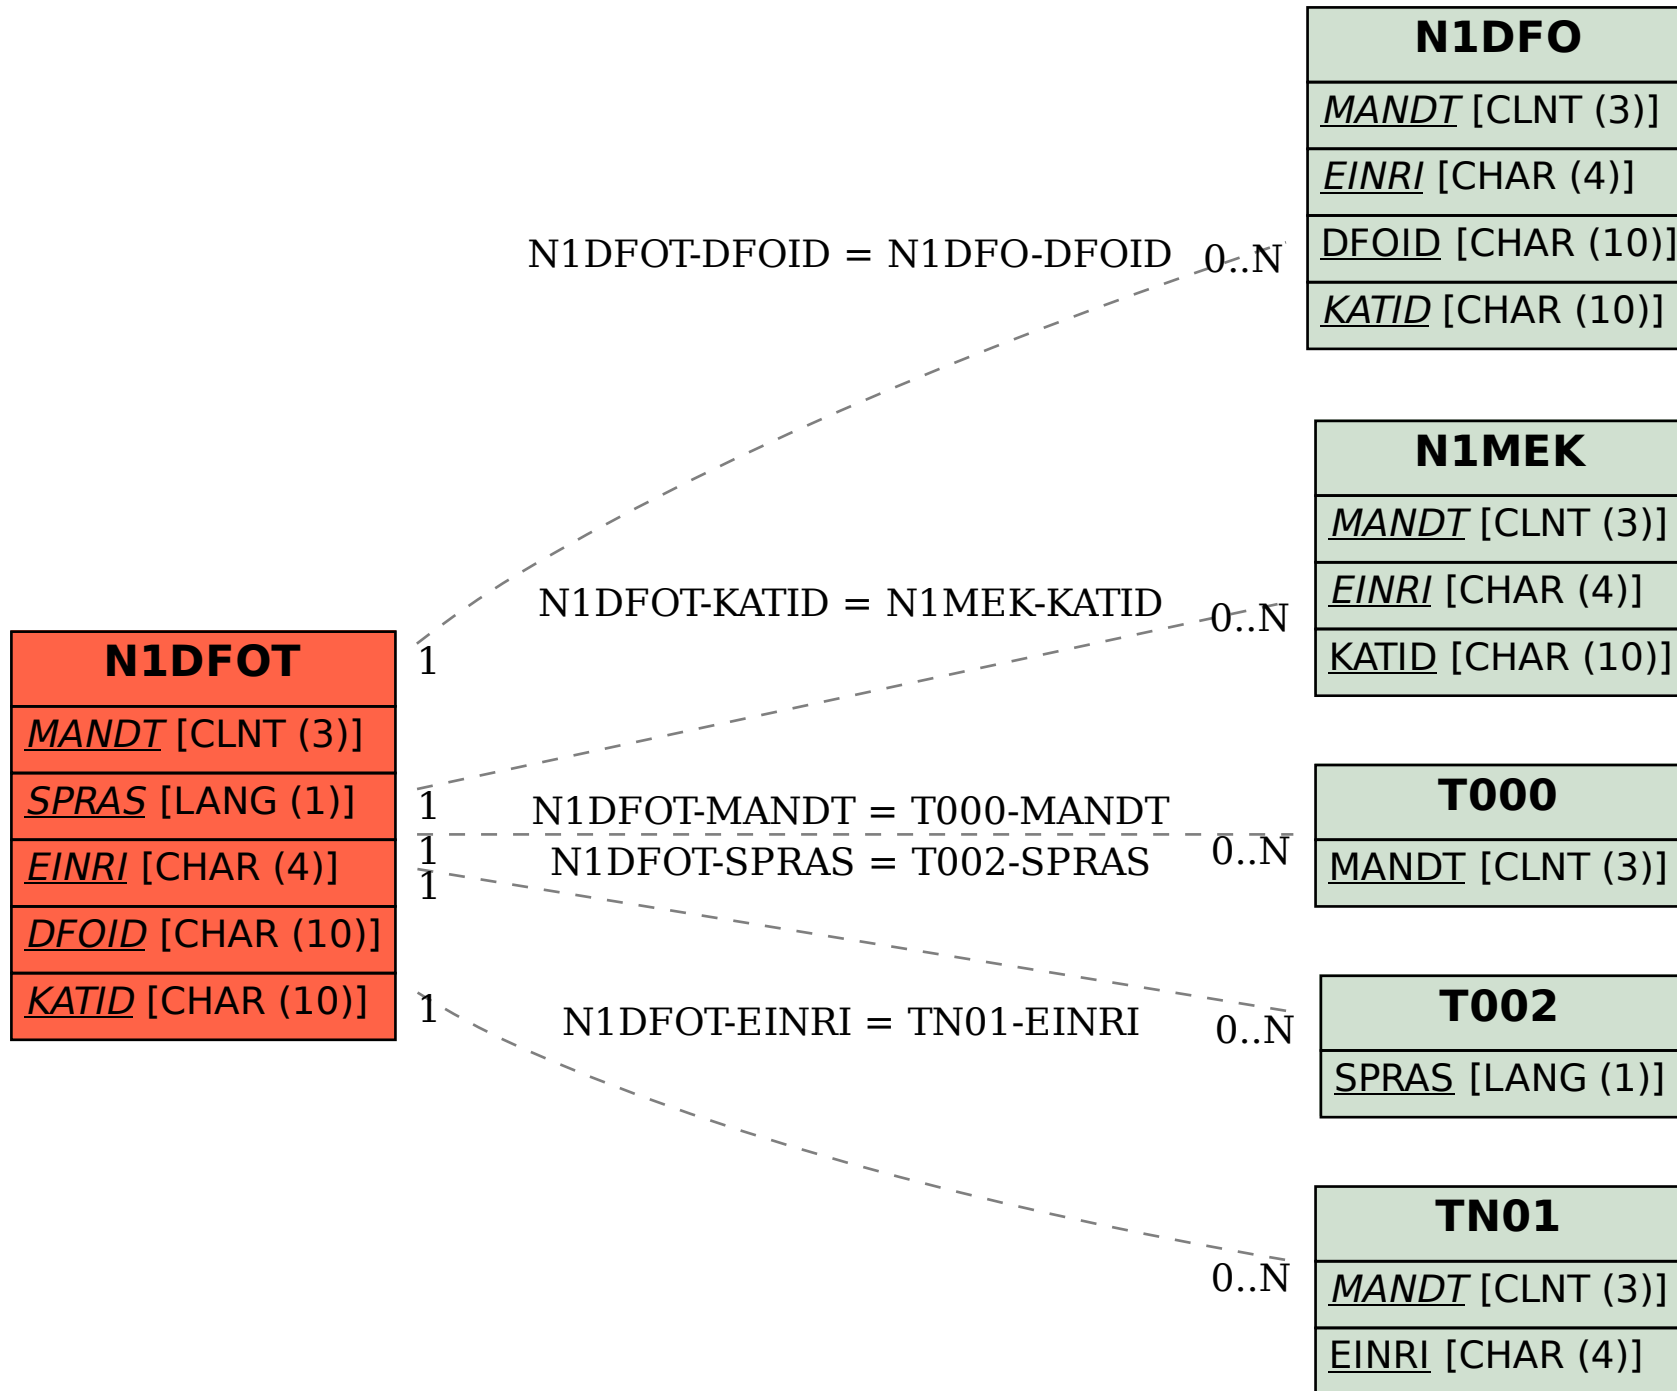 N1DFO
MANDT [CLNT (3)]
EINRI [CHAR (4)]
DFOID [CHAR (10)]
KATID [CHAR (10)]
N1DFOT-DFOID = N1DFO-DFOID
0..N
1
N1MEK
MANDT [CLNT (3)]
EINRI [CHAR (4)]
KATID [CHAR (10)]
N1DFOT-KATID = N1MEK-KATID
0..N
1
N1DFOT
MANDT [CLNT (3)]
SPRAS [LANG (1)]
EINRI [CHAR (4)]
DFOID [CHAR (10)]
KATID [CHAR (10)]
T000
MANDT [CLNT (3)]
N1DFOT-MANDT = T000-MANDT
0..N
1
N1DFOT-SPRAS = T002-SPRAS
0..N
1
T002
SPRAS [LANG (1)]
N1DFOT-EINRI = TN01-EINRI
0..N
1
TN01
MANDT [CLNT (3)]
EINRI [CHAR (4)]